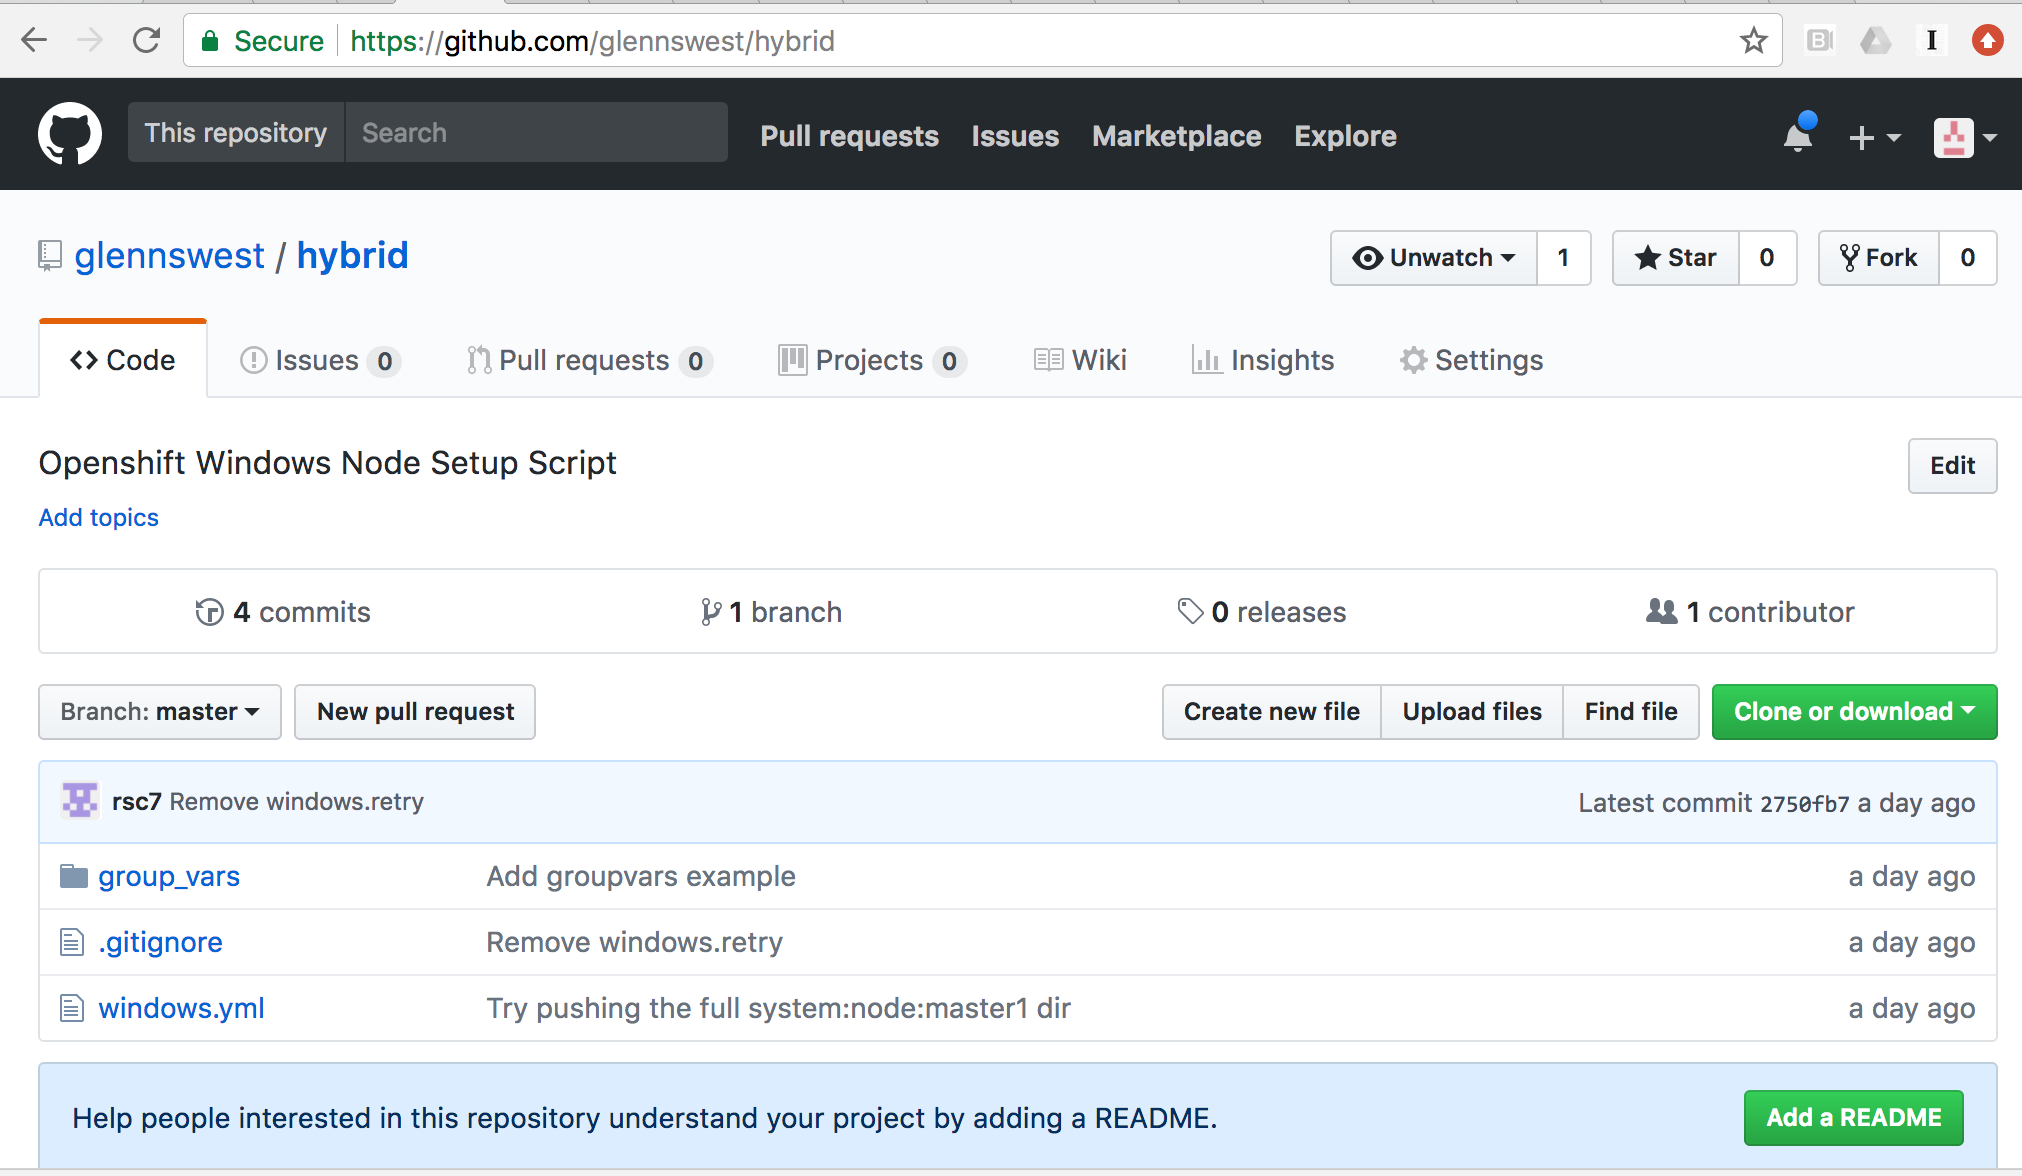 Secure https://github.com/glennswest/hybrid
This repository Search Pull requests Issues Marketplace Explore
glennswest / hybrid Unwatch 1 Star 0 Fork 0
Code Issues 0 Pull requests 0 Projects 0 Wiki Insights Settings
Openshift Windows Node Setup Script Edit
Add topics
4 commits 1 branch 0 releases 1 contributor
Branch: master New pull request Create new file Upload files Find file Clone or download
rsc7 Remove windows.retry Latest commit 2750fb7 a day ago
group_vars Add groupvars example a day ago
.gitignore Remove windows.retry a day ago
windows.yml Try pushing the full system:node:master1 dir a day ago
Help people interested in this repository understand your project by adding a README. Add a README